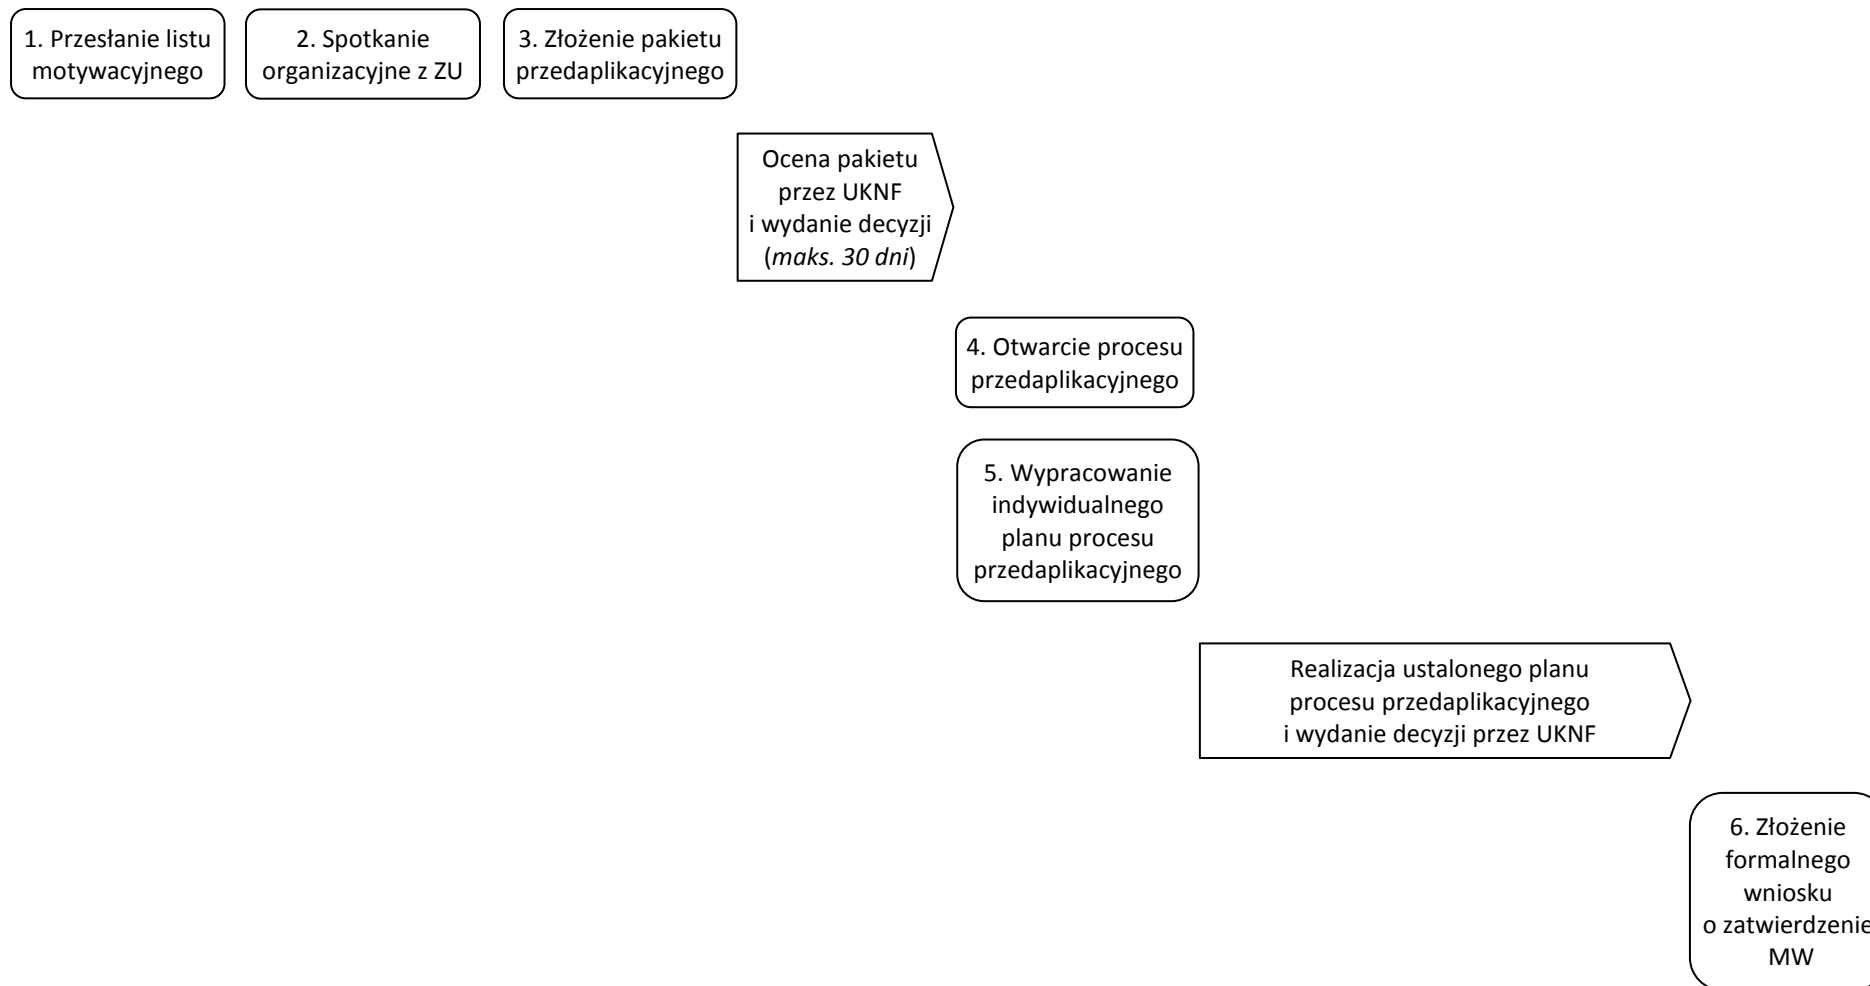 1. Przesłanie listu
motywacyjnego
2. Spotkanie
organizacyjne z ZU
3. Złożenie pakietu
przedaplikacyjnego
Ocena pakietu
przez UKNF
i wydanie decyzji
(maks. 30 dni)
4. Otwarcie procesu
przedaplikacyjnego
5. Wypracowanie
indywidualnego
planu procesu
przedaplikacyjnego
Realizacja ustalonego planu
procesu przedaplikacyjnego
i wydanie decyzji przez UKNF
6. Złożenie
formalnego
wniosku
o zatwierdzenie
MW